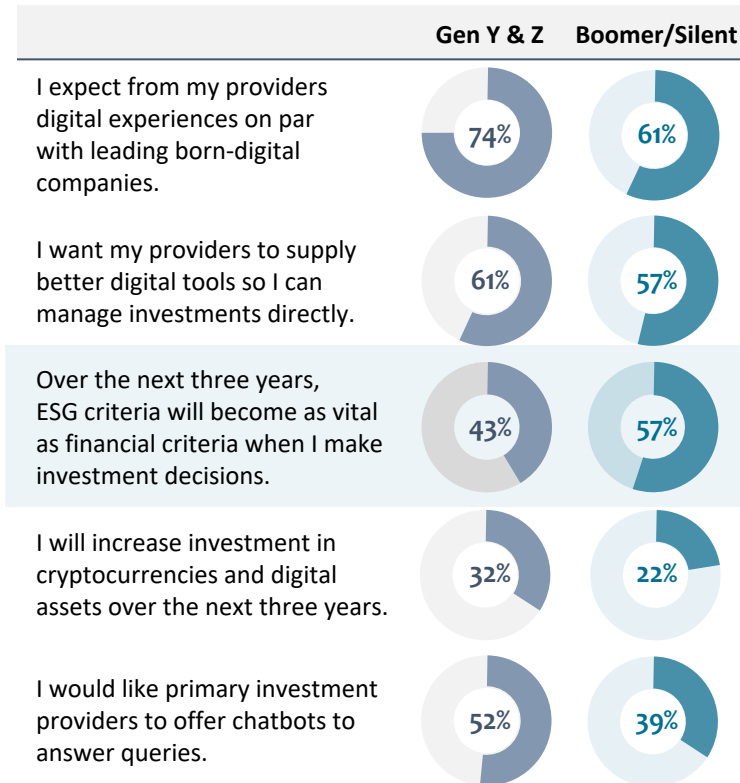 Gen Y & Z Boomer/Silent
I expect from my providers
digital experiences on par
with leading born-digital
companies.
74% 61%
I want my providers to supply
better digital tools so I can
manage investments directly.
61% 57%
Over the next three years,
ESG criteria will become as vital
as financial criteria when I make
investment decisions.
43% 57%
I will increase investment in
cryptocurrencies and digital
assets over the next three years.
32% 22%
I would like primary investment
providers to offer chatbots to
answer queries.
52% 39%